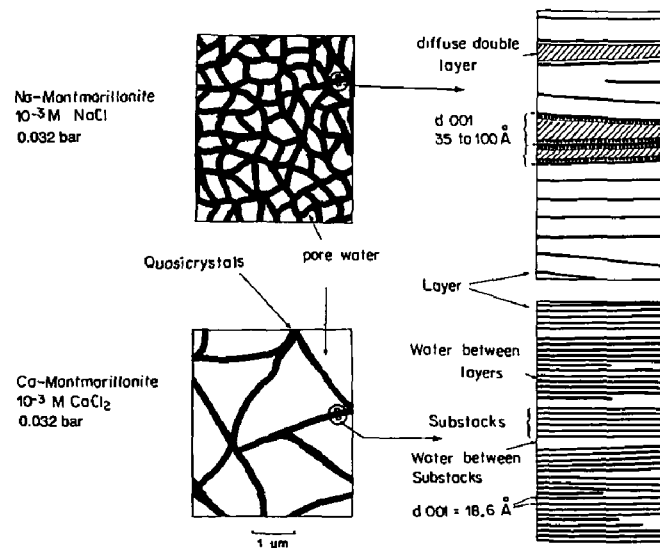 diffuse double
layer
Na-Montmorillonite
10⁻³ M NaCl
0.032 bar
d 001
35 to 100 Å
pore water
Quasicrystals
Layer
Water between
layers
Ca-Montmorillonite
10⁻³ M CaCl₂
0.032 bar
Substacks
Water between
Substacks
d 001 = 18.6 Å
1 μm